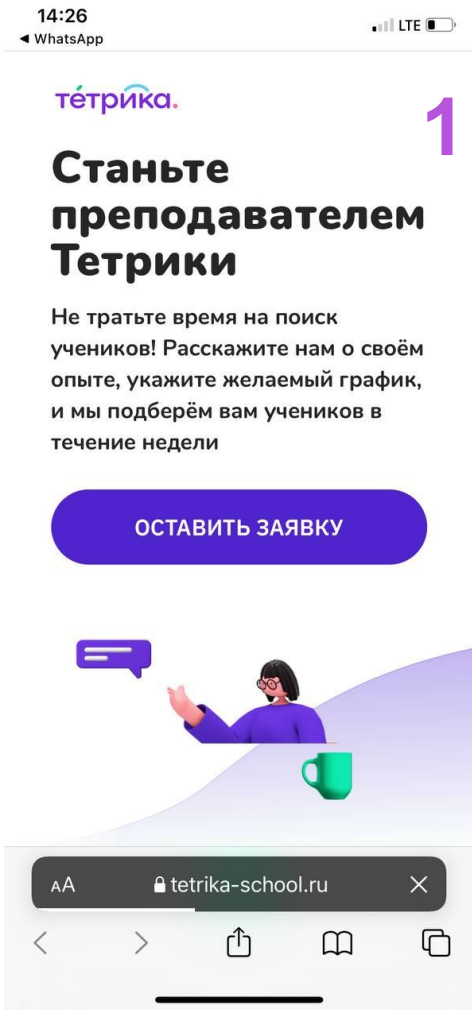 14:26
◀ WhatsApp
LTE
тетрика.
1
Станьте
преподавателем
Тетрики
Не тратьте время на поиск
учеников! Расскажите нам о своём
опыте, укажите желаемый график,
и мы подберём вам учеников в
течение недели
ОСТАВИТЬ ЗАЯВКУ
AA tetrika-school.ru